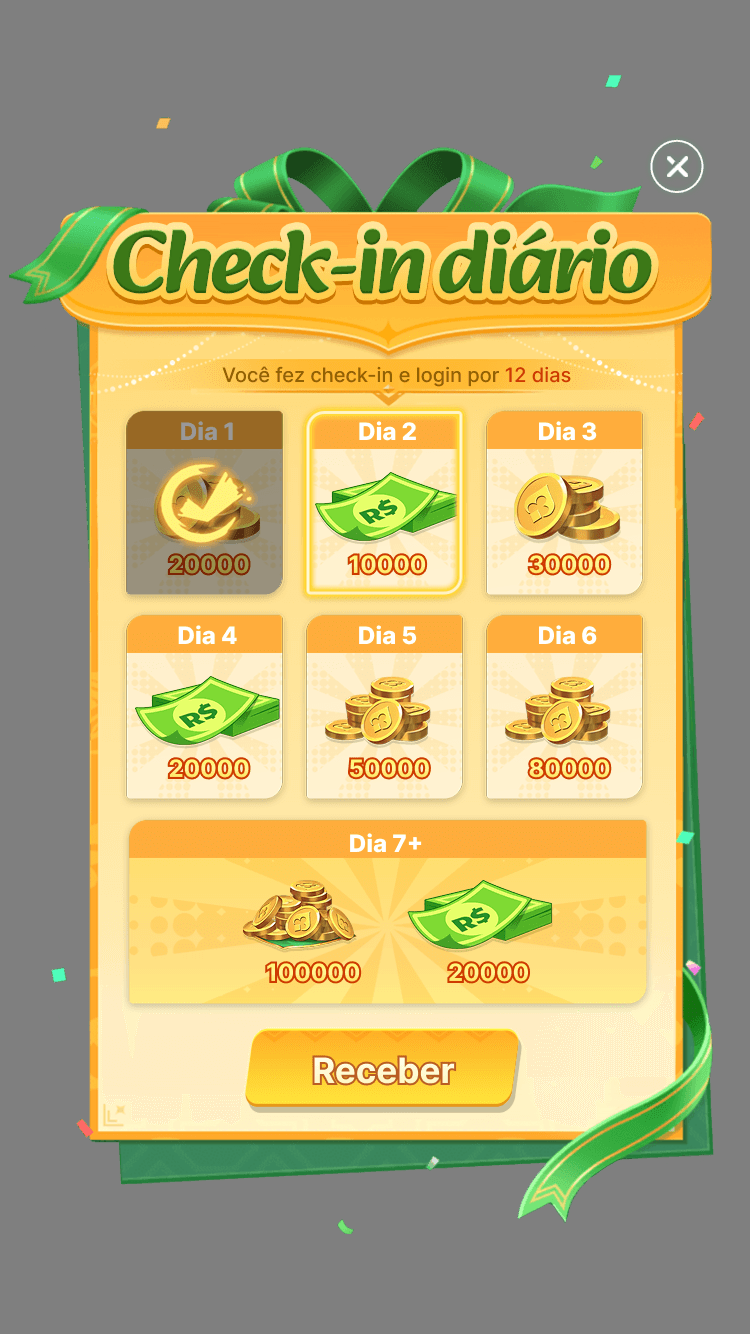 Check-in diário
Você fez check-in e login por 12 dias
Dia 1
Dia 2
Dia 3
R$
20000
10000
30000
Dia 4
Dia 5
Dia 6
R$
20000
50000
80000
Dia 7+
R$
100000
20000
Receber